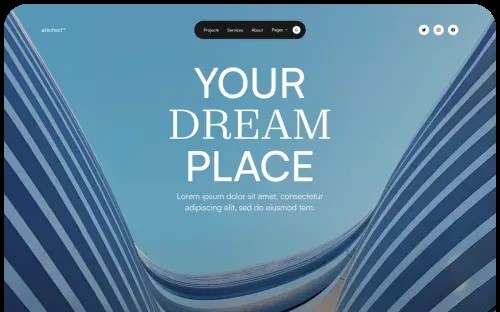 Projects Services About Pages
YOUR
DREAM
PLACE
Lorem ipsum dolor sit amet, consectetur
adipiscing elit, sed do eiusmod tem.